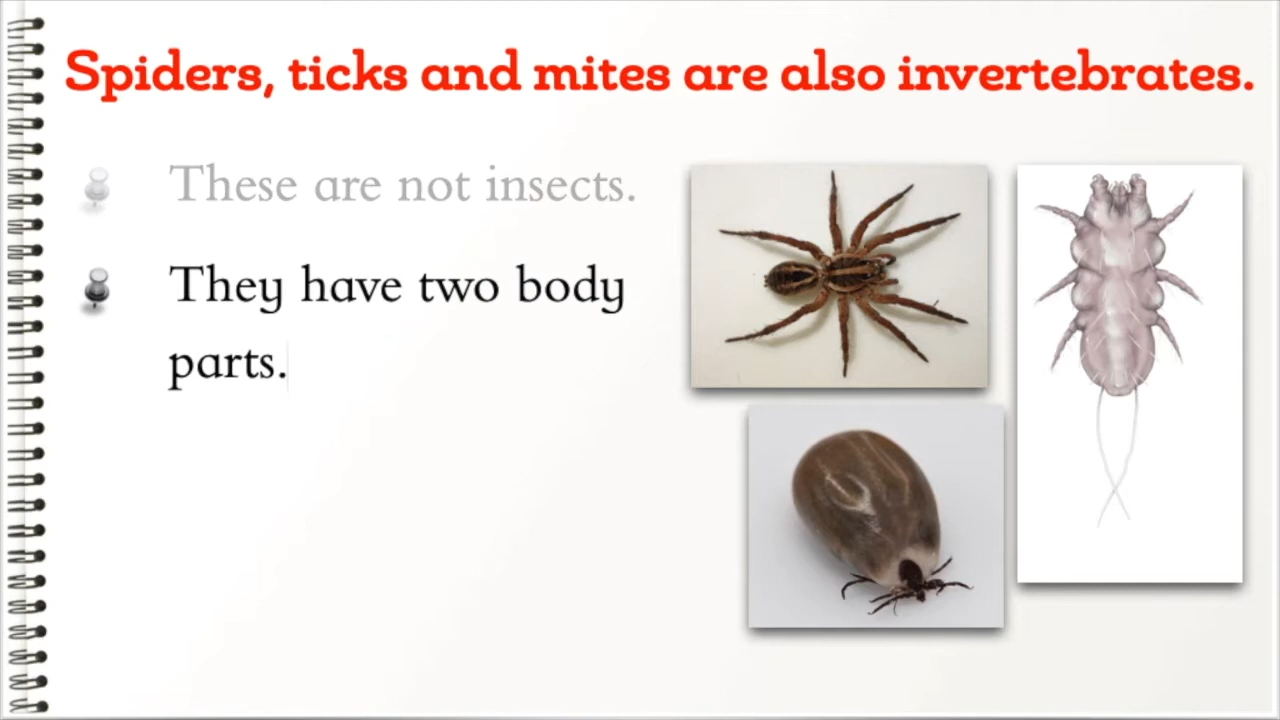 Spiders, ticks and mites are also invertebrates.
These are not insects.
They have two body
parts.